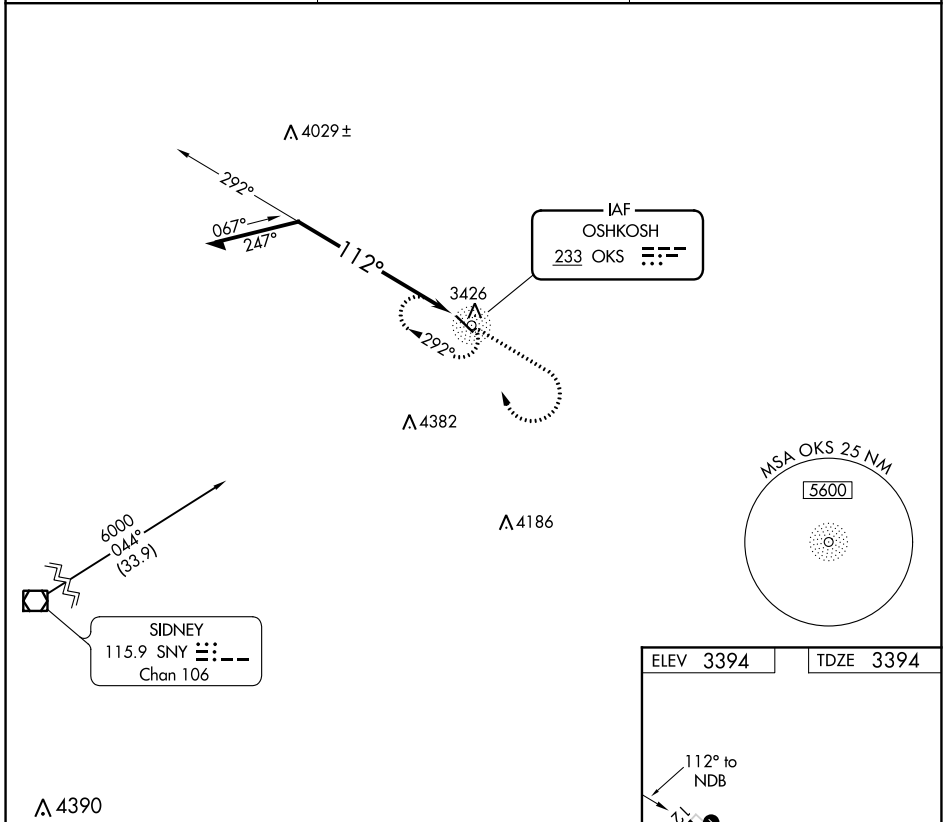 4029 ±
292°
067°
247°
112°
IAF
OSHKOSH
233 OKS
3426
292°
4382
MSA OKS 25 NM
5600
4186
6000
044°
(33.9)
SIDNEY
115.9 SNY
Chan 106
ELEV 3394
TDZE 3394
112° to
NDB
12
4390